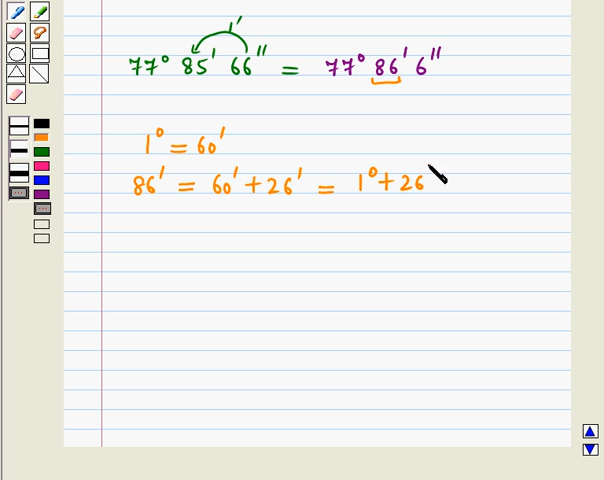 1'
77° 85' 66" = 77° 86' 6"
1° = 60'
86' = 60' + 26' = 1° + 26